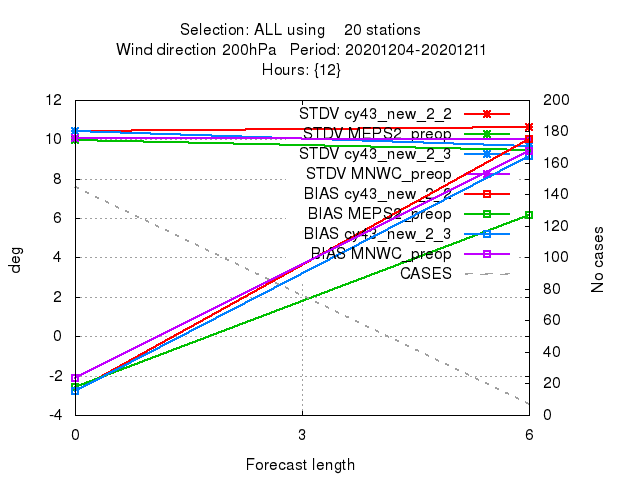 Selection: ALL using 20 stations
Wind direction 200hPa Period: 20201204-20201211
Hours: {12}
12
10
8
6
4
2
0
-2
-4
200
180
160
140
120
100
80
60
40
20
0
STDV cy43_new_2_2
STDV MEPS2_preop
STDV cy43_new_2_3
STDV MNWC_preop
BIAS cy43_new_2_2
BIAS MEPS2_preop
BIAS cy43_new_2_3
BIAS MNWC_preop
CASES
deg
No cases
0 3 6
Forecast length